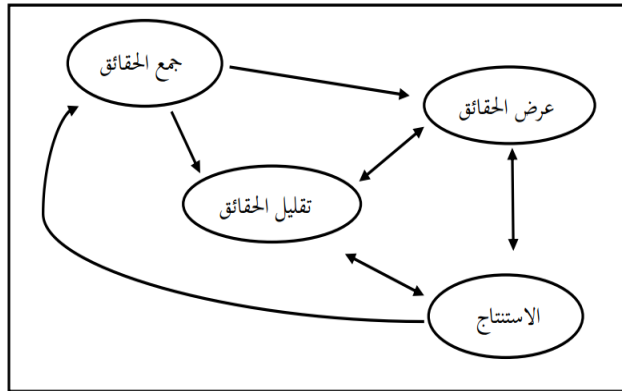 جمع الحقائق
عرض الحقائق
تقليل الحقائق
الاستنتاج